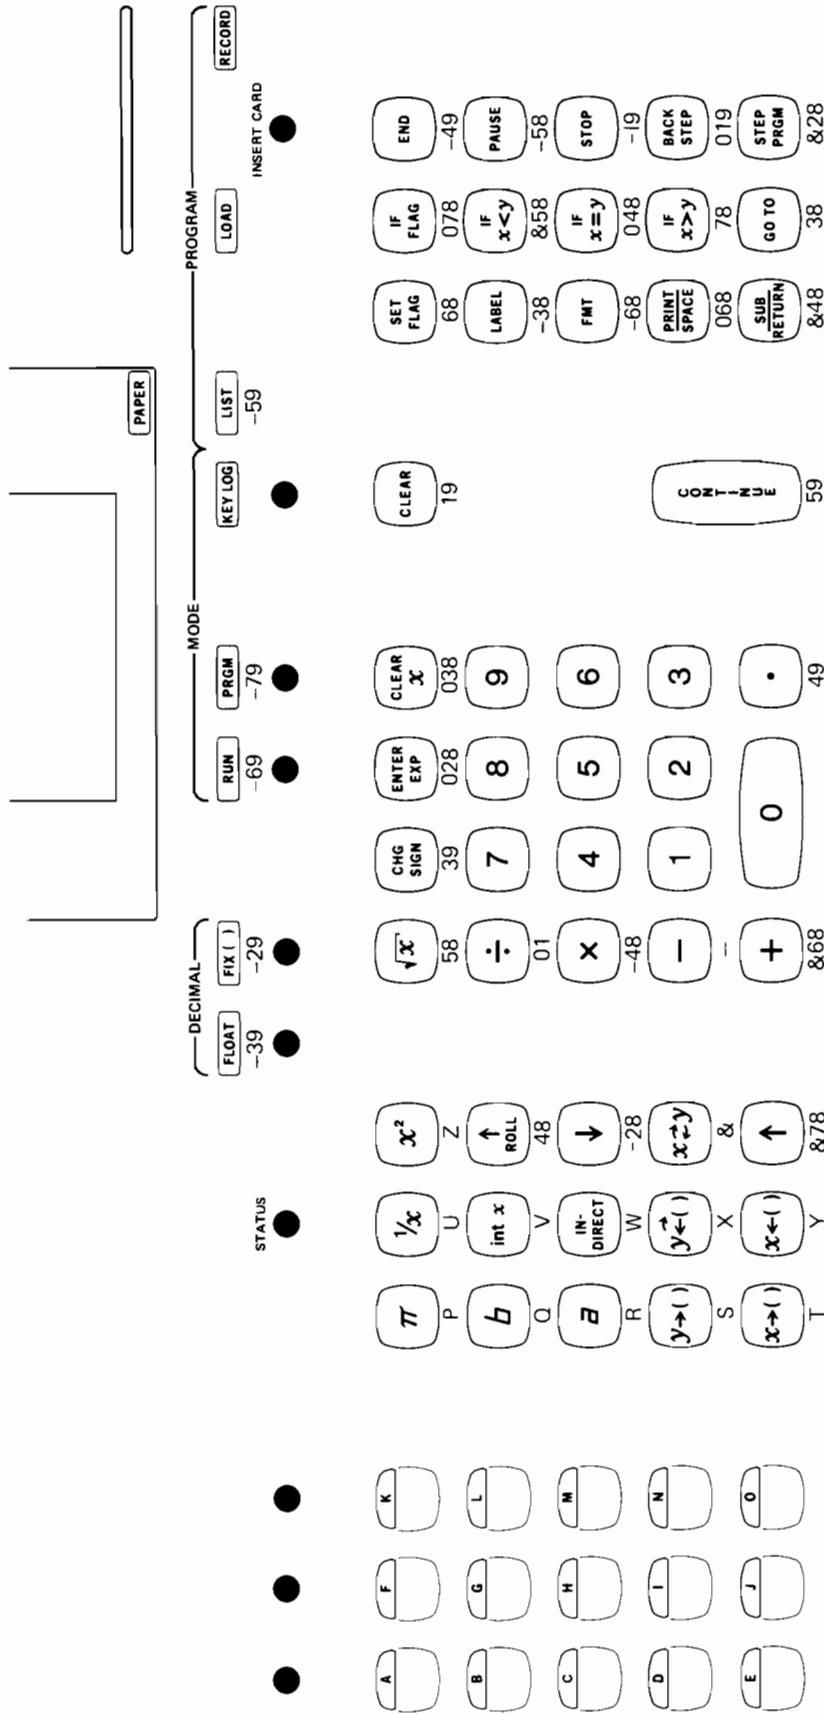 PAPER
DECIMAL MODE PROGRAM
FLOAT FIX ( ) RUN PRGM KEY LOG LIST LOAD RECORD
-39 -29 -69 -79 -59
STATUS INSERT CARD
A F K π 1/x x² √x CHG SIGN ENTER EXP CLEAR x CLEAR SET FLAG IF FLAG END
P U Z 58 39 028 038 19 68 078 -49
B G L b int x ↑ ROLL ÷ 7 8 9 LABEL IF x<y PAUSE
Q V 48 01 -38 &58 -58
C H M a IN-DIRECT ↓ × 4 5 6 FMT IF x=y STOP
R W -28 -48 -68 048 -I9
D I N y→( ) y⇄( ) x⇄y − 1 2 3 CONTINUE PRINT SPACE IF x>y BACK STEP
S X & -- 068 78 019
E J O x→( ) x←( ) ↑ + 0 . SUB RETURN GO TO STEP PRGM
T Y &78 &68 49 59 &48 38 &28